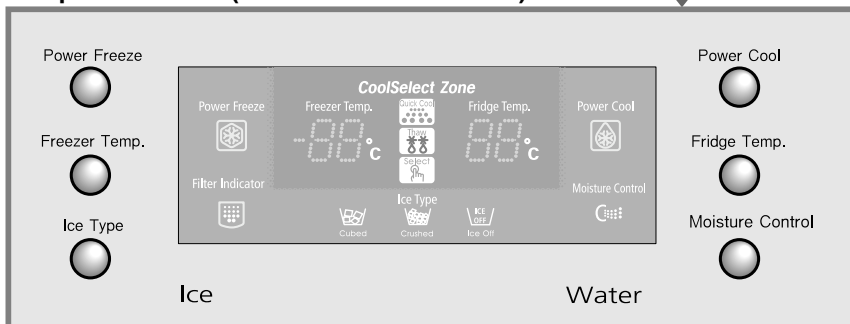 Power Freeze
Freezer Temp.
Ice Type
CoolSelect Zone
Power Freeze
Freezer Temp.
-88°C
Quick Cool
Thaw
Select
Fridge Temp.
88°C
Power Cool
Filter Indicator
Moisture Control
Ice Type
Cubed
Crushed
ICE
OFF
Ice Off
Power Cool
Fridge Temp.
Moisture Control
Ice
Water